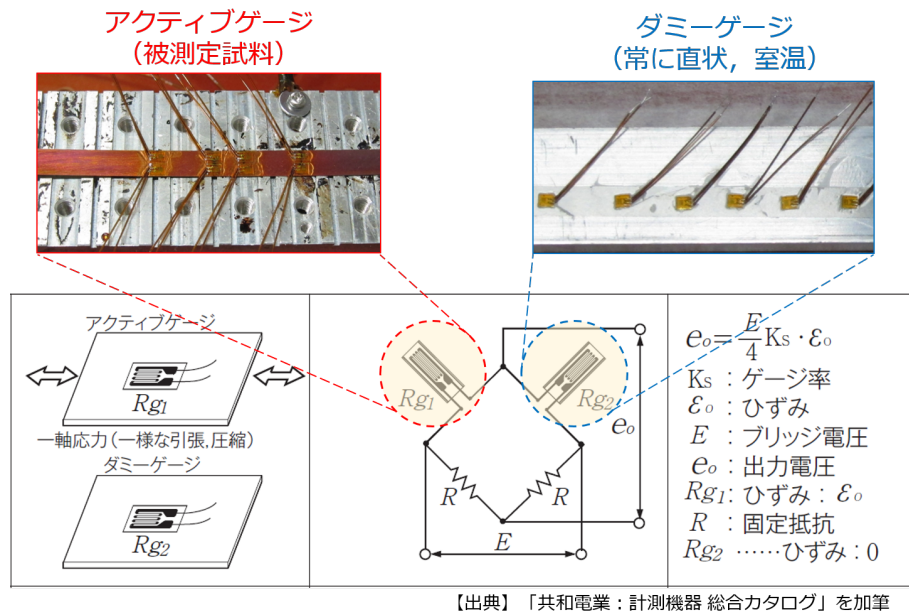 アクティブゲージ
（被測定試料）
ダミーゲージ
（常に直状，室温）
アクティブゲージ
Rg1
一軸応力(一様な引張,圧縮)
ダミーゲージ
Rg2
Rg1
Rg2
eo
R
R
E
eo=E/4 Ks·εo
Ks : ゲージ率
εo : ひずみ
E : ブリッジ電圧
eo : 出力電圧
Rg1: ひずみ : εo
R : 固定抵抗
Rg2 ……ひずみ : 0
【出典】「共和電業：計測機器 総合カタログ」を加筆